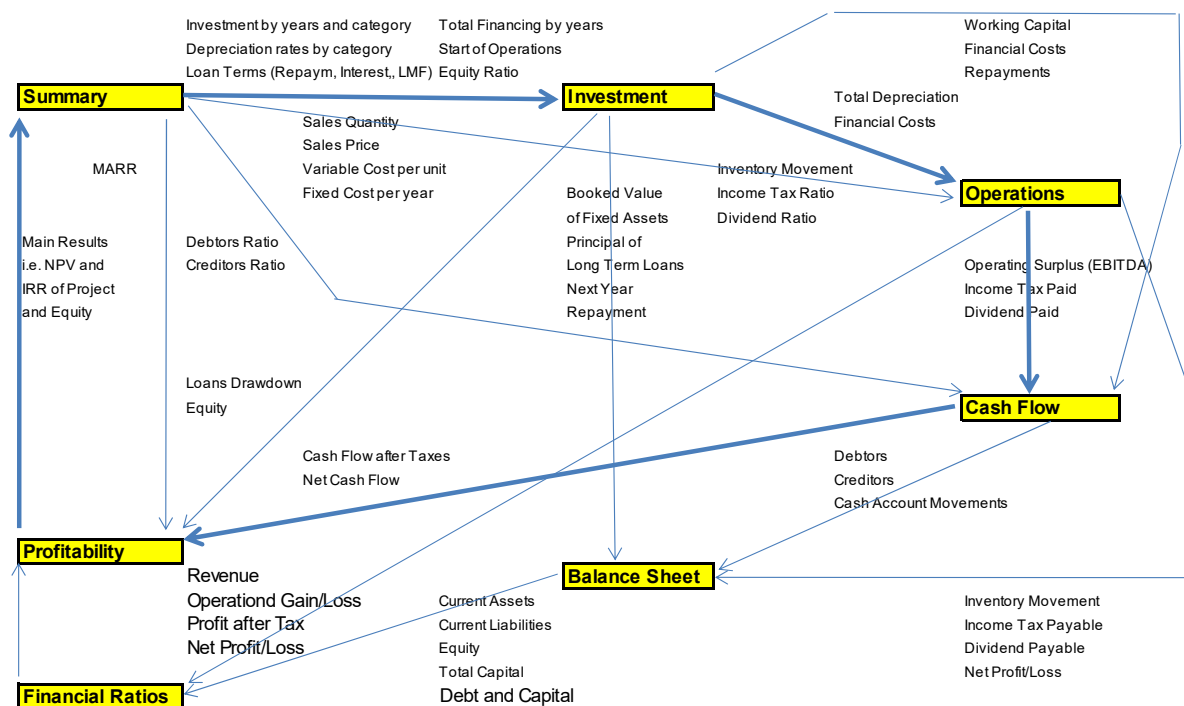 Investment by years and category
Depreciation rates by category
Loan Terms (Repaym, Interest,, LMF)
Total Financing by years
Start of Operations
Equity Ratio
Working Capital
Financial Costs
Repayments
Summary
Investment
Total Depreciation
Financial Costs
Sales Quantity
Sales Price
Variable Cost per unit
Fixed Cost per year
MARR
Inventory Movement
Income Tax Ratio
Dividend Ratio
Operations
Booked Value
of Fixed Assets
Principal of
Long Term Loans
Next Year
Repayment
Main Results
i.e. NPV and
IRR of Project
and Equity
Debtors Ratio
Creditors Ratio
Operating Surplus (EBITDA)
Income Tax Paid
Dividend Paid
Loans Drawdown
Equity
Cash Flow
Cash Flow after Taxes
Net Cash Flow
Debtors
Creditors
Cash Account Movements
Profitability
Balance Sheet
Revenue
Operationd Gain/Loss
Profit after Tax
Net Profit/Loss
Current Assets
Current Liabilities
Equity
Total Capital
Debt and Capital
Inventory Movement
Income Tax Payable
Dividend Payable
Net Profit/Loss
Financial Ratios